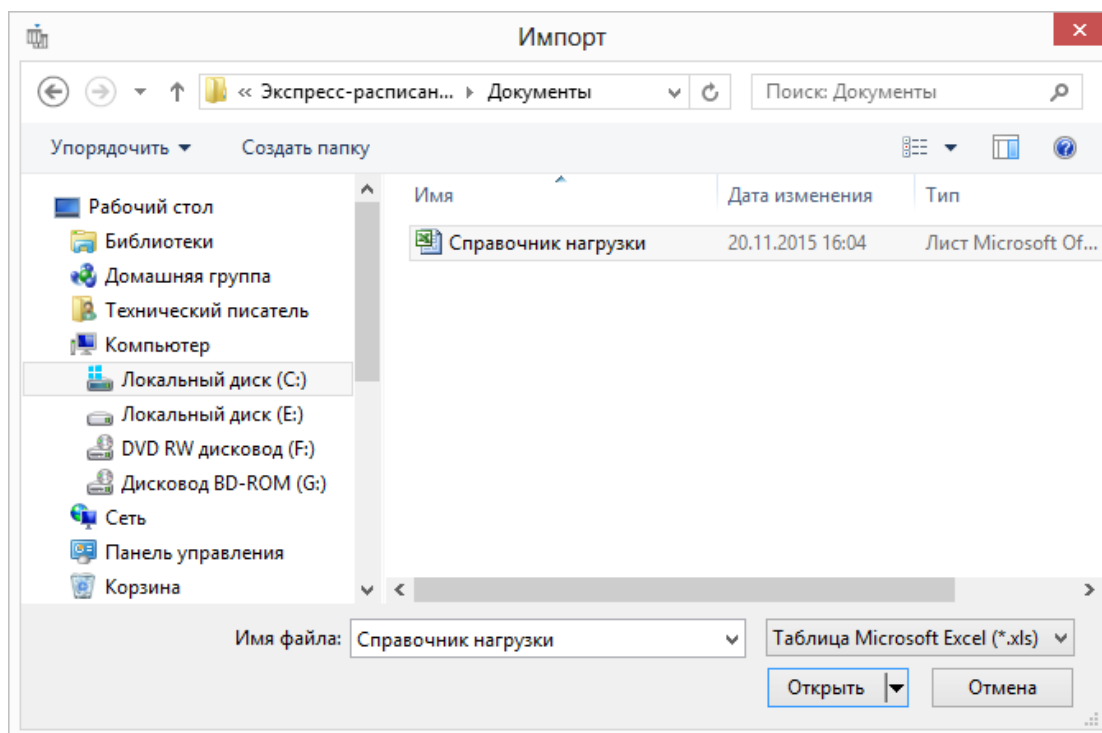 Импорт
« Экспресс-расписан... Документы
Поиск: Документы
Упорядочить
Создать папку
Имя
Дата изменения
Тип
Справочник нагрузки
20.11.2015 16:04
Лист Microsoft Of...
Рабочий стол
Библиотеки
Домашняя группа
Технический писатель
Компьютер
Локальный диск (C:)
Локальный диск (E:)
DVD RW дисковод (F:)
Дисковод BD-ROM (G:)
Сеть
Панель управления
Корзина
Имя файла: Справочник нагрузки
Таблица Microsoft Excel (*.xls)
Открыть
Отмена